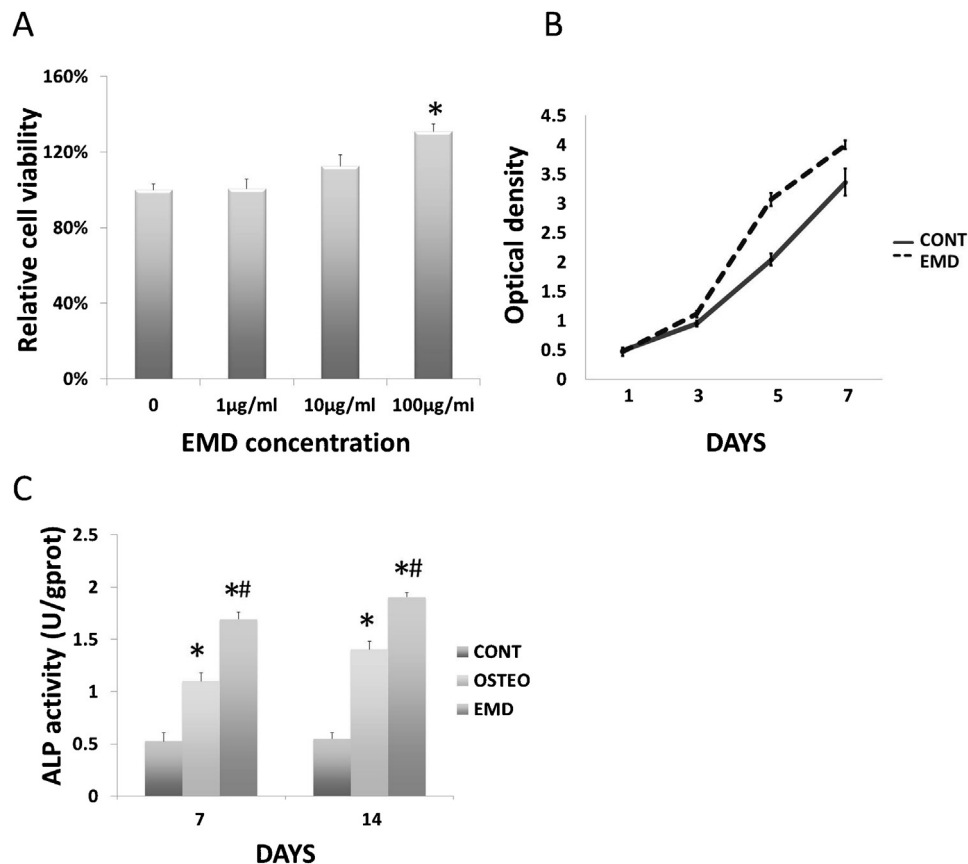 A
160%
120%
80%
40%
0%
Relative cell viability
*
0 1µg/ml 10µg/ml 100µg/ml
EMD concentration
B
4.5
4
3.5
3
2.5
2
1.5
1
0.5
0
Optical density
1 3 5 7
DAYS
CONT
EMD
C
2.5
2
1.5
1
0.5
0
ALP activity (U/gprot)
* *# * *#
7 14
DAYS
CONT
OSTEO
EMD